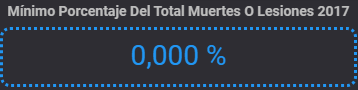 Mínimo Porcentaje Del Total Muertes O Lesiones 2017
0,000 %